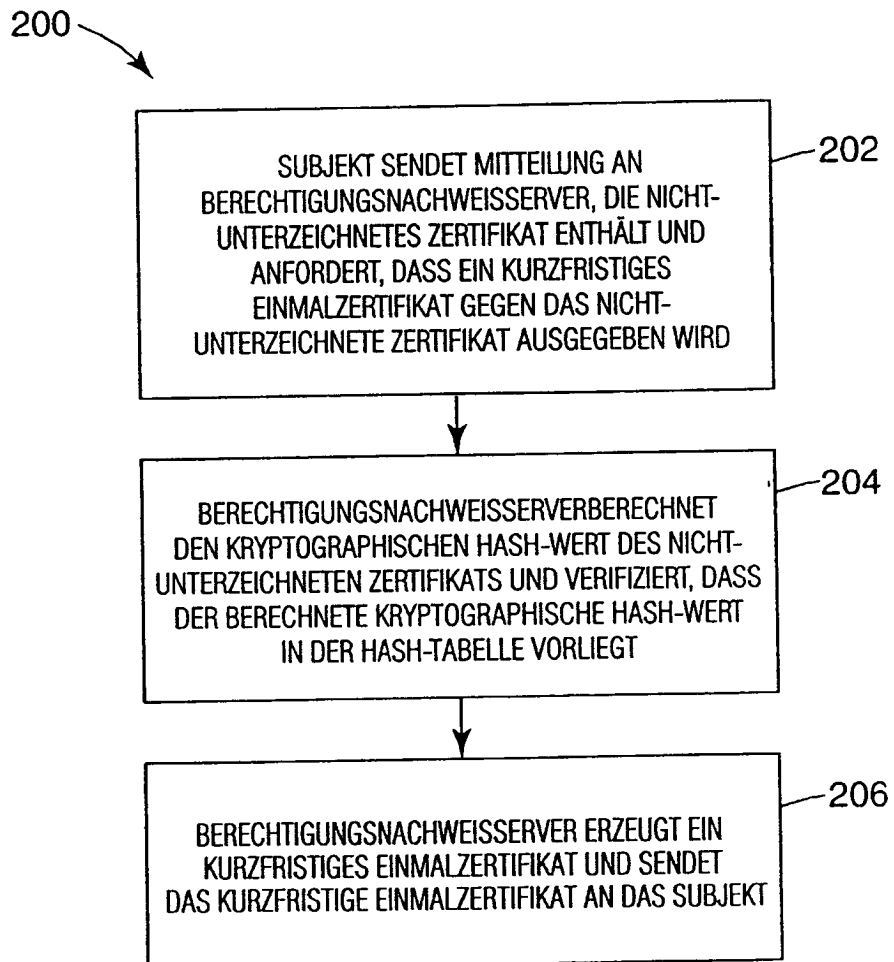 200
SUBJEKT SENDET MITTEILUNG AN
BERECHTIGUNGSNACHWEISSERVER, DIE NICHT-
UNTERZEICHNETES ZERTIFIKAT ENTHÄLT UND
ANFORDERT, DASS EIN KURZFRISTIGES
EINMALZERTIFIKAT GEGEN DAS NICHT-
UNTERZEICHNETE ZERTIFIKAT AUSGEGEBEN WIRD
202
BERECHTIGUNGSNACHWEISSERVERBERECHNET
DEN KRYPTOGRAPHISCHEN HASH-WERT DES NICHT-
UNTERZEICHNETEN ZERTIFIKATS UND VERIFIZIERT, DASS
DER BERECHNETE KRYPTOGRAPHISCHE HASH-WERT
IN DER HASH-TABELLE VORLIEGT
204
BERECHTIGUNGSNACHWEISSERVER ERZEUGT EIN
KURZFRISTIGES EINMALZERTIFIKAT UND SENDET
DAS KURZFRISTIGE EINMALZERTIFIKAT AN DAS SUBJEKT
206